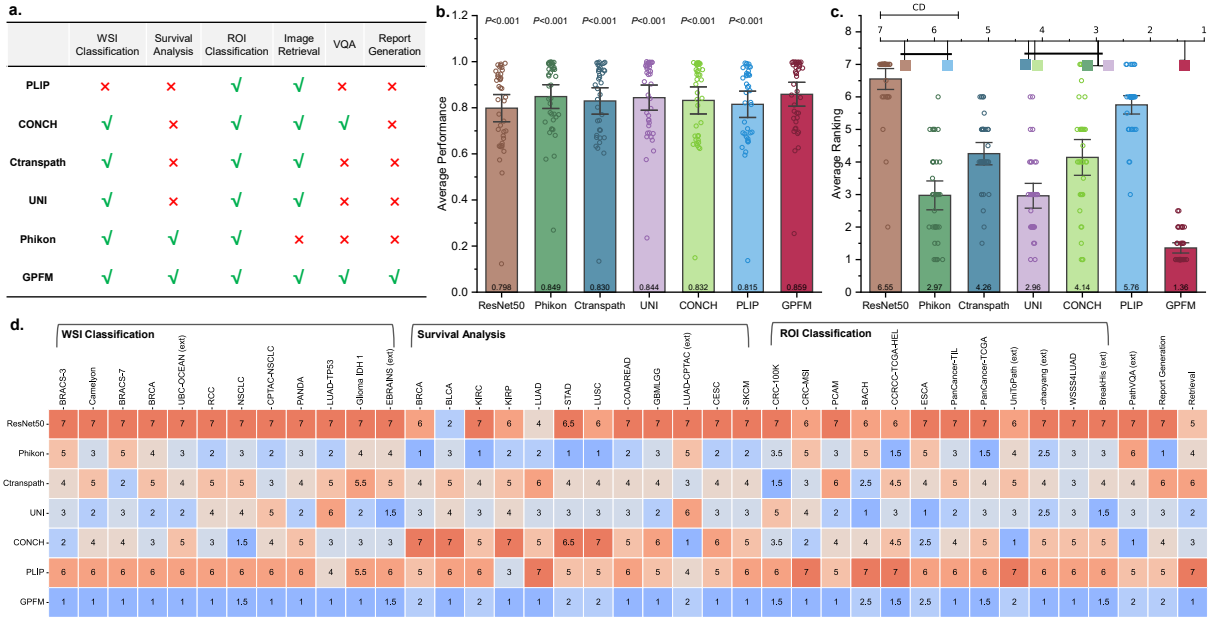 a.
WSI Classification
Survival Analysis
ROI Classification
Image Retrieval
VQA
Report Generation
PLIP × × √ √ × ×
CONCH √ × √ √ √ ×
Ctranspath √ × √ √ × ×
UNI √ × √ √ × ×
Phikon √ √ √ × × ×
GPFM √ √ √ √ √ √
b.
Average Performance
1.2
1.0
0.8
0.6
0.4
0.2
0.0
P<0.001 P<0.001 P<0.001 P<0.001 P<0.001 P<0.001
0.798 0.849 0.830 0.844 0.832 0.815 0.859
ResNet50 Phikon Ctranspath UNI CONCH PLIP GPFM
c.
CD
7 6 5 4 3 2 1
Average Ranking
8
7
6
5
4
3
2
1
0
6.55 2.97 4.26 2.96 4.14 5.76 1.36
ResNet50 Phikon Ctranspath UNI CONCH PLIP GPFM
d.
WSI Classification
Survival Analysis
ROI Classification
BRACS-3
Camelyon
BRACS-7
BRCA
UBC-OCEAN (ext)
RCC
NSCLC
CPTAC-NSCLC
PANDA
LUAD-TP53
Glioma IDH 1
EBRAINS (ext)
BRCA
BLCA
KIRC
KIRP
LUAD
STAD
LUSC
COADREAD
GBMLGG
LUAD-CPTAC (ext)
CESC
SKCM
CRC-100K
CRC-MSI
PCAM
BACH
CCRCC-TCGA-HEL
ESCA
PanCancer-TIL
PanCancer-TCGA
UniToPath (ext)
chaoyang (ext)
WSSS4LUAD
BreakHis (ext)
PathVQA (ext)
Report Generation
Retrieval
ResNet50 7 7 7 7 7 7 7 7 7 7 7 7 6 2 7 6 4 6.5 6 7 7 7 7 7 7 6 7 6 6 7 7 7 6 7 7 7 7 7 5
Phikon 5 3 5 4 3 2 3 2 3 2 4 4 1 3 1 2 3 1 1 2 3 5 2 2 3.5 5 3 5 1.5 3 2 1.5 4 2.5 2 3 6 1 4
Ctranspath 4 5 2 5 4 5 5 3 4 5 5.5 5 4 5 4 5 6 4 4 4 4 3 4 4 1.5 3 6 2.5 4.5 5 4 4 5 4 3 4 4 6 6
UNI 3 2 3 2 2 4 4 5 2 6 2 1.5 3 4 3 4 3 3 3 3 2 6 3 3 5 4 2 1 3 1 2 3 3 2.5 4 1.5 3 3 2
CONCH 2 4 4 3 5 3 1.5 4 5 3 3 3 7 7 5 7 5 6.5 7 5 6 1 6 5 3.5 2 4 4 4.5 2.5 5 5 1 5 5 5 1 4 3
PLIP 6 6 6 6 6 6 6 6 6 4 5.5 6 5 6 6 3 7 5 5 6 5 4 5 6 6 7 5 7 7 6 6 6 7 6 6 6 5 5 7
GPFM 1 1 1 1 1 1 1.5 1 1 1 1 1.5 2 1 2 1 1 2 2 1 1 2 1 1 1.5 1 1 2.5 1.5 2.5 1 1.5 2 1 1 1.5 2 2 1